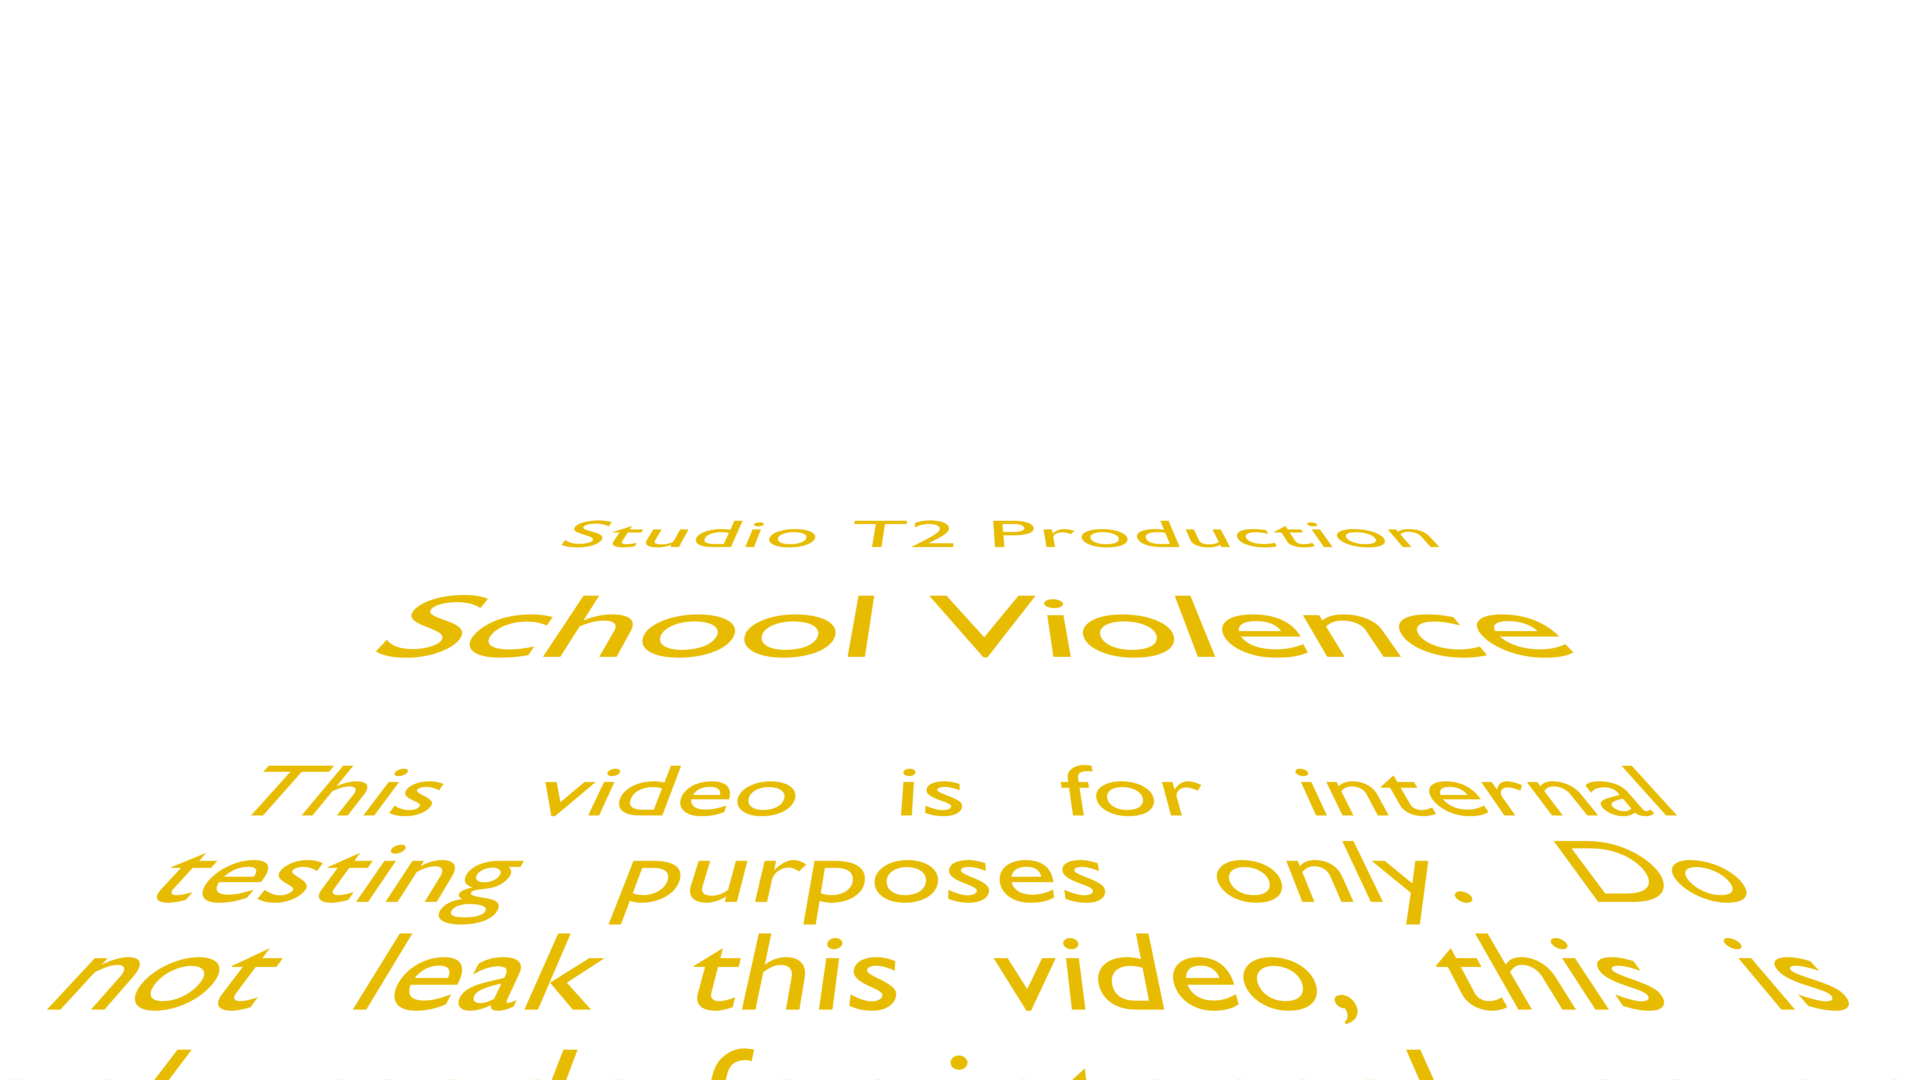 Studio T2 Production
School Violence
This video is for internal
testing purposes only. Do
not leak this video, this is